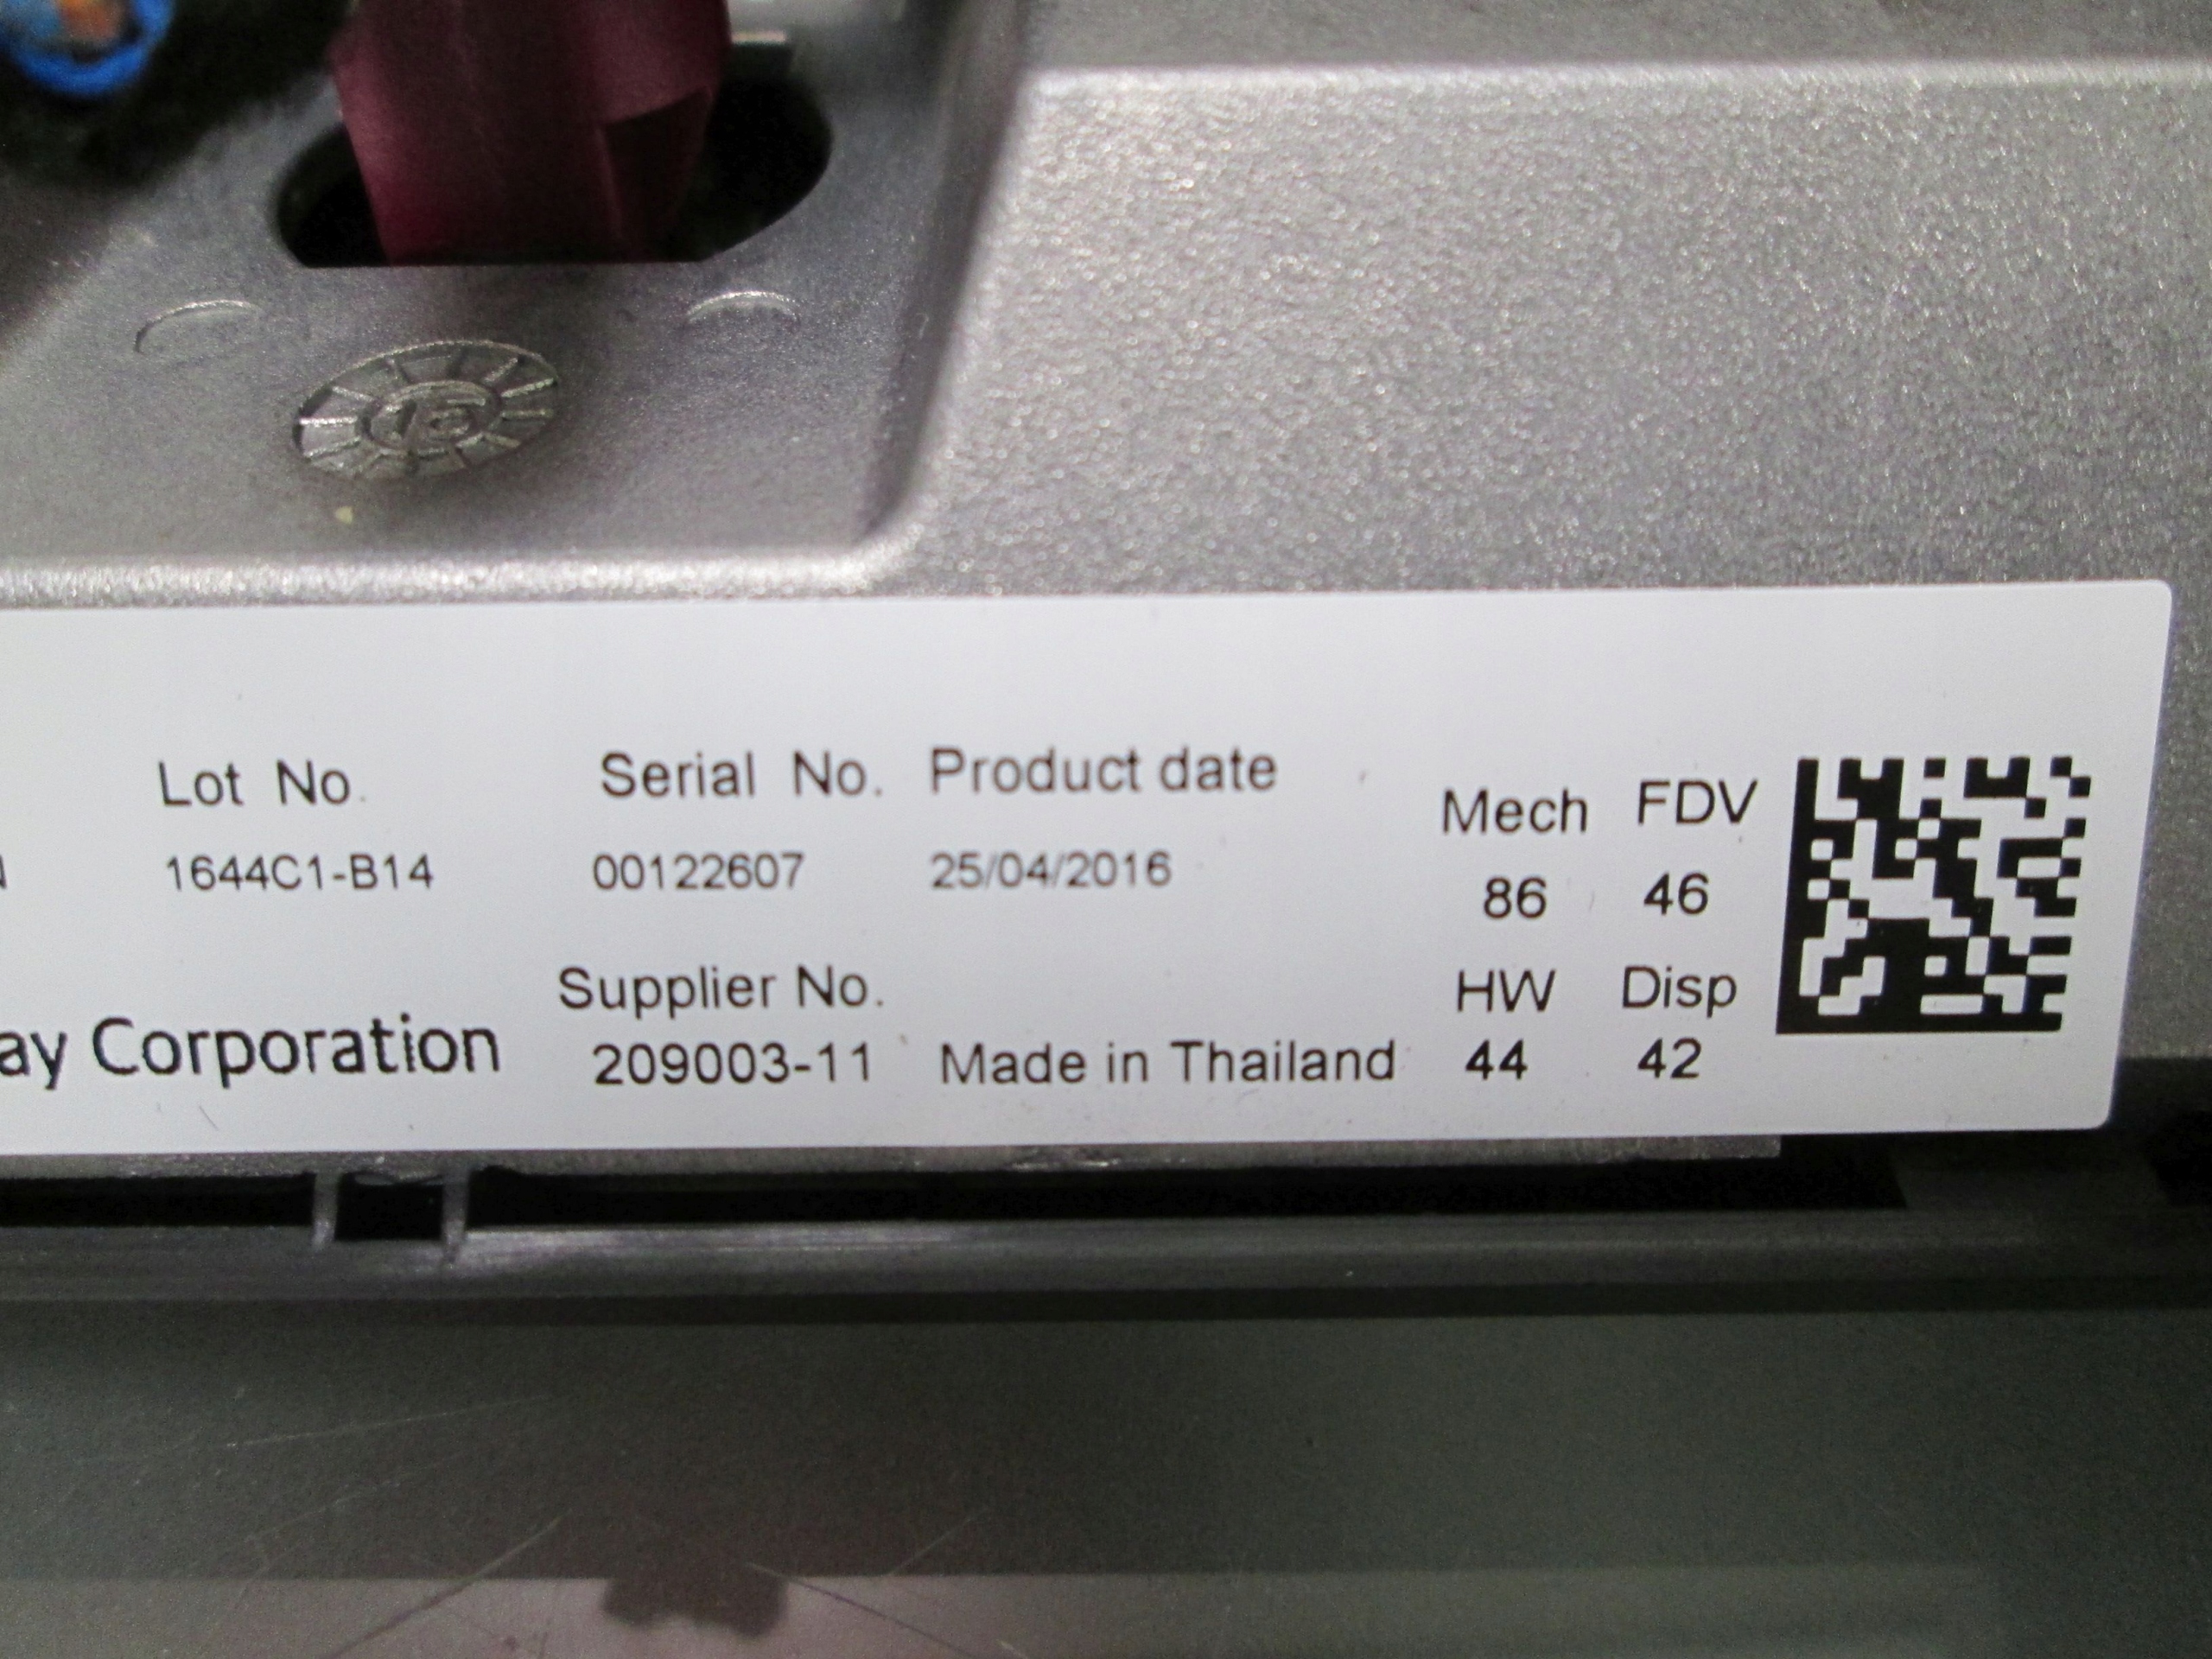 Lot No. Serial No. Product date
Mech FDV
1644C1-B14 00122607 25/04/2016
86 46
Supplier No. HW Disp
ay Corporation 209003-11 Made in Thailand 44 42